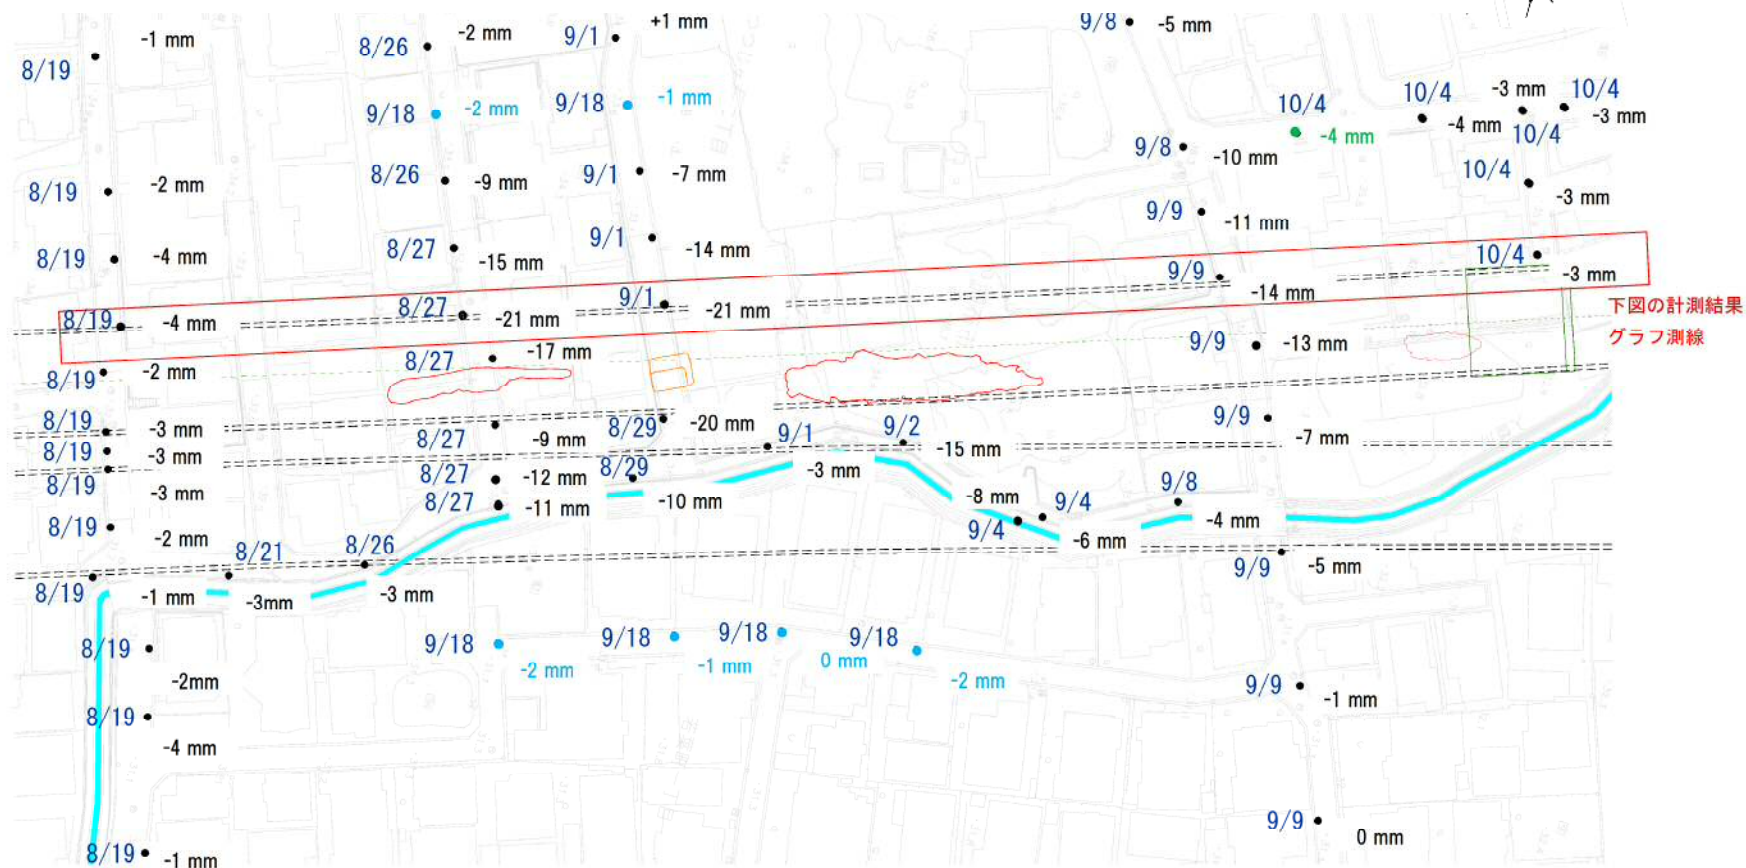 +1 mm
9/8
-5 mm
8/26
-2 mm
9/1
-1 mm
8/19
-3 mm
10/4
9/18
-2 mm
9/18
-1 mm
10/4
10/4
-4 mm
-3 mm
-4 mm
10/4
9/8
-10 mm
8/26
-9 mm
9/1
-7 mm
10/4
-3 mm
8/19
-2 mm
9/9
-11 mm
8/27
-15 mm
9/1
-14 mm
8/19
-4 mm
10/4
-3 mm
9/9
-14 mm
8/19
-4 mm
8/27
-21 mm
9/1
-21 mm
下図の計測結果
グラフ測線
8/27
-17 mm
9/9
-13 mm
8/19
-2 mm
8/19
-3 mm
8/27
-9 mm
8/29
-20 mm
9/1
9/2
-15 mm
9/9
-7 mm
8/19
-3 mm
8/27
-12 mm
8/29
-3 mm
8/19
-3 mm
8/27
-11 mm
-10 mm
-8 mm
9/4
9/8
-4 mm
9/4
-6 mm
8/19
-2 mm
8/21
8/26
9/9
-5 mm
8/19
-1 mm
-3mm
-3 mm
8/19
-2mm
9/18
-2 mm
9/18
-1 mm
9/18
0 mm
9/18
-2 mm
9/9
-1 mm
8/19
-4 mm
9/9
0 mm
8/19
-1 mm